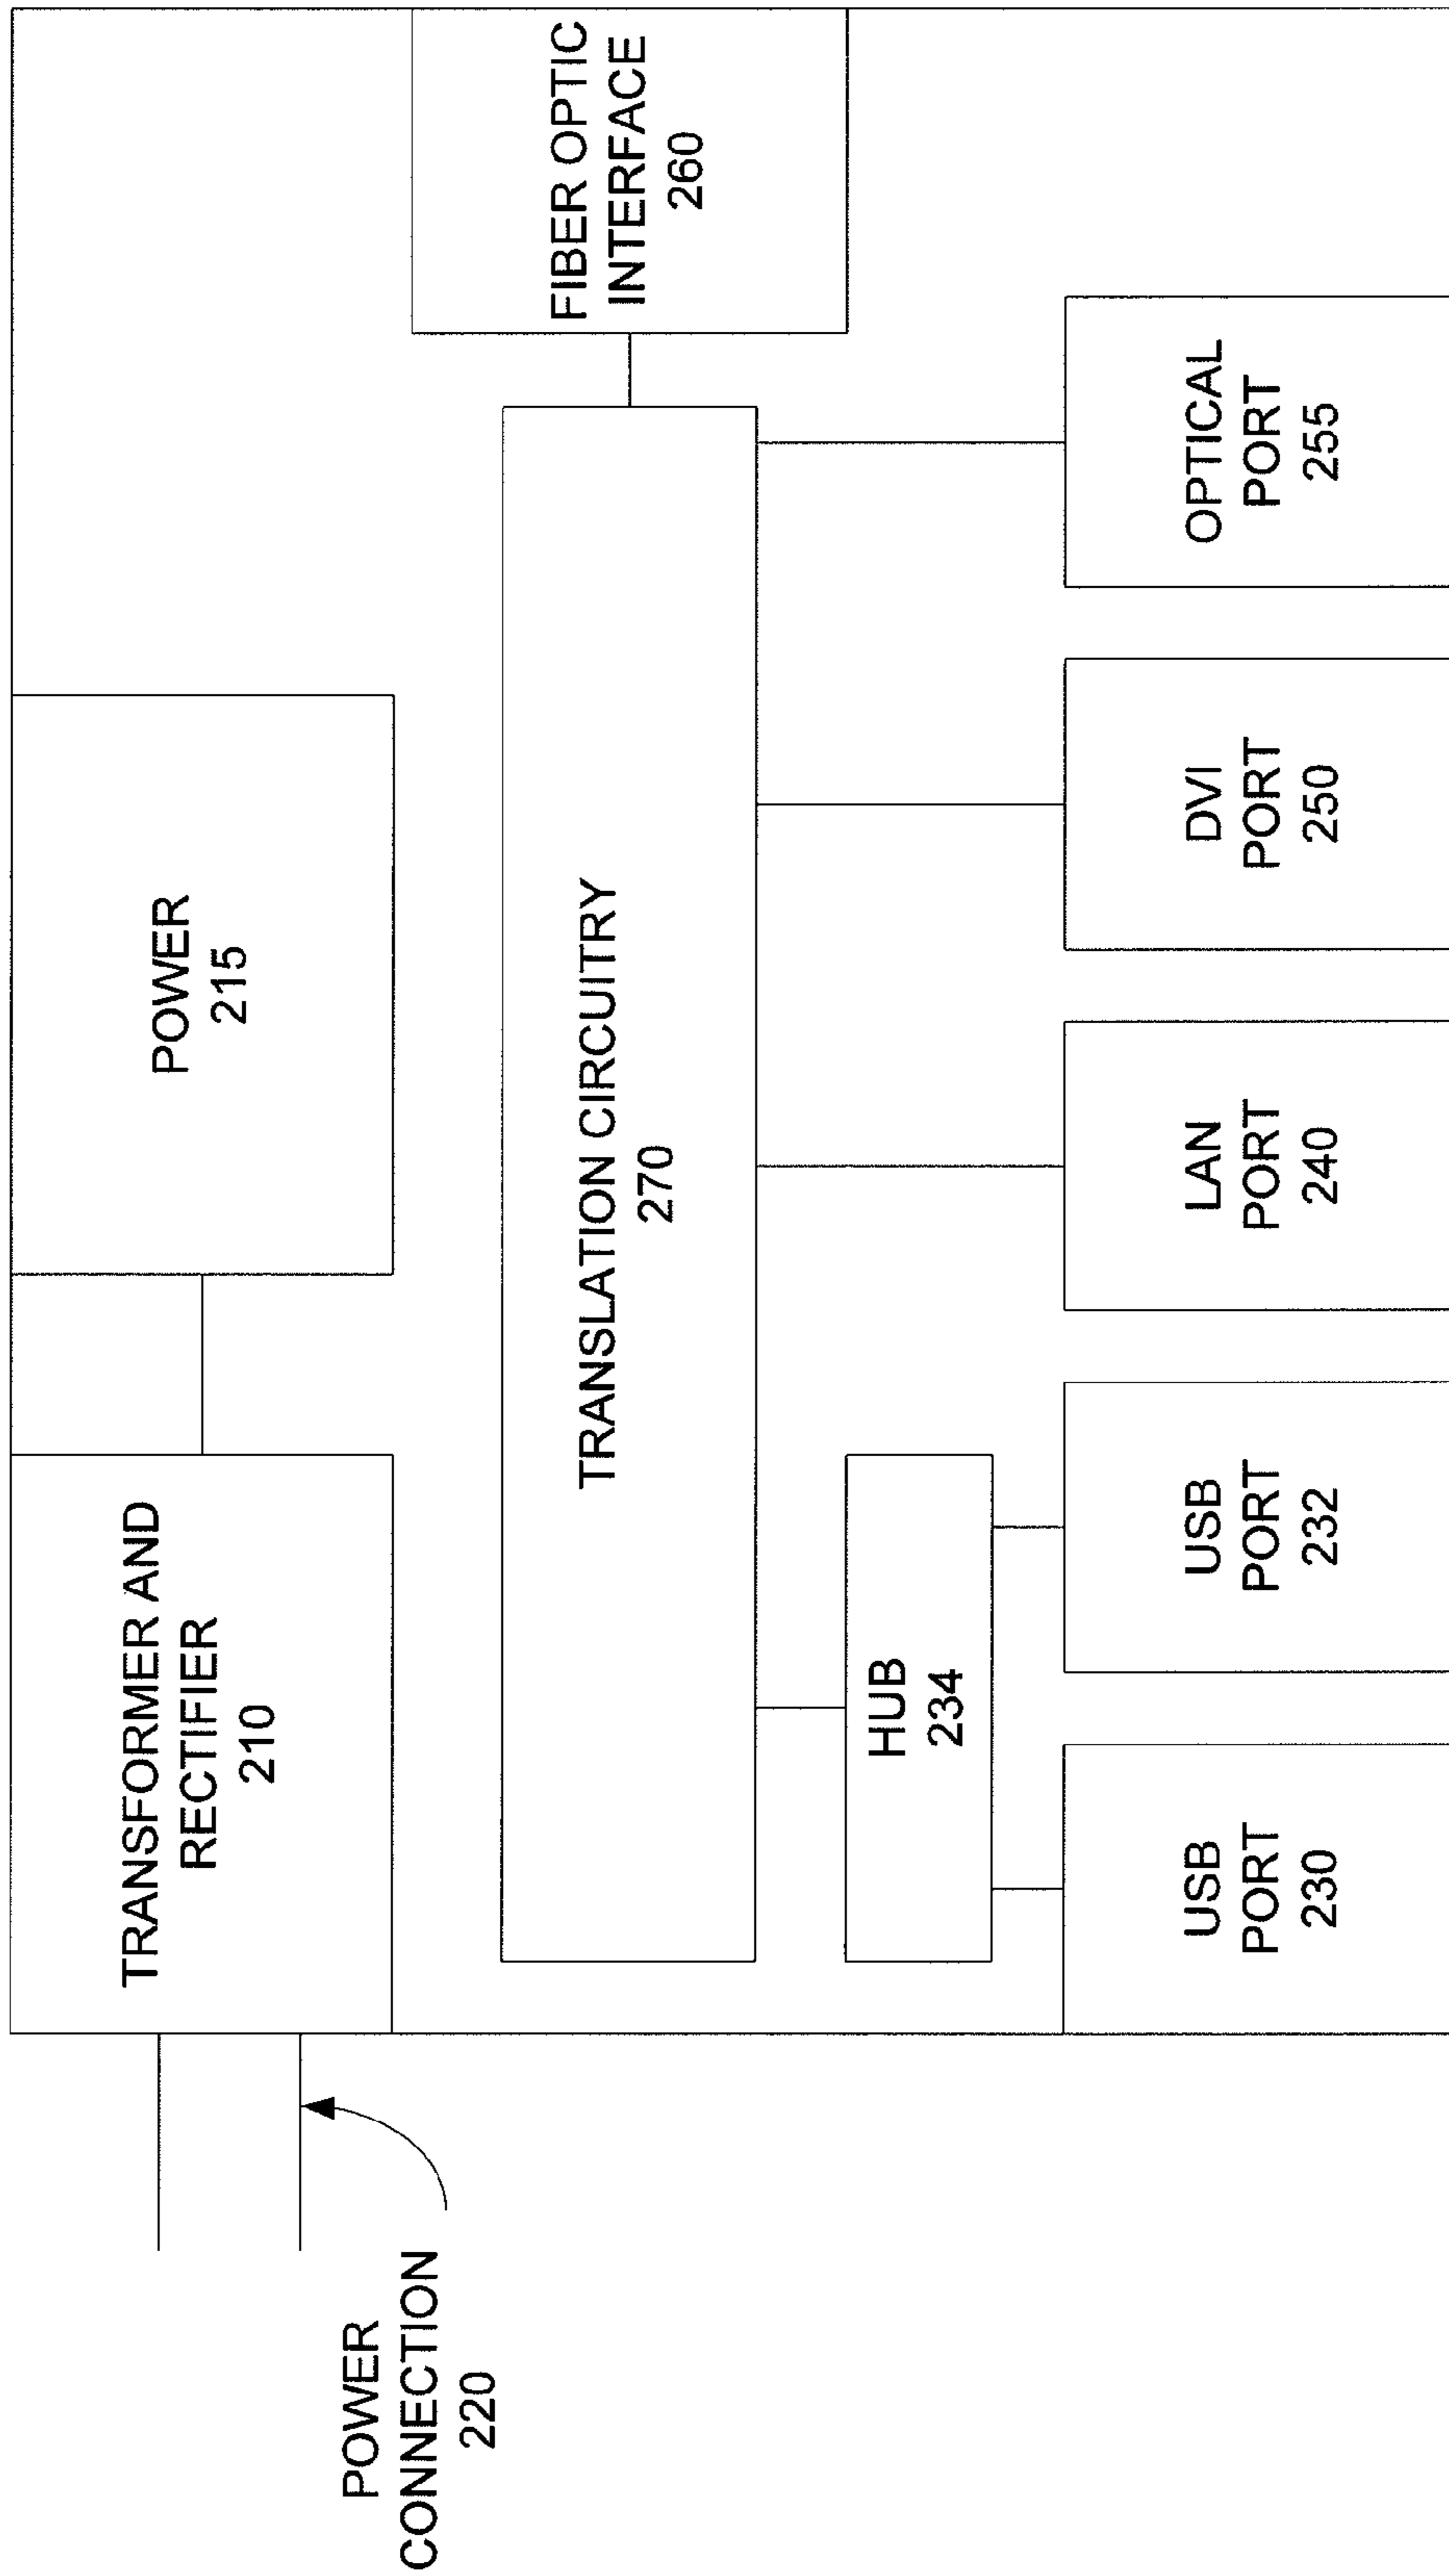 TRANSFORMER AND
RECTIFIER
210
POWER
215
POWER
CONNECTION
220
FIBER OPTIC
INTERFACE
260
TRANSLATION CIRCUITRY
270
HUB
234
USB
PORT
230
USB
PORT
232
LAN
PORT
240
DVI
PORT
250
OPTICAL
PORT
255